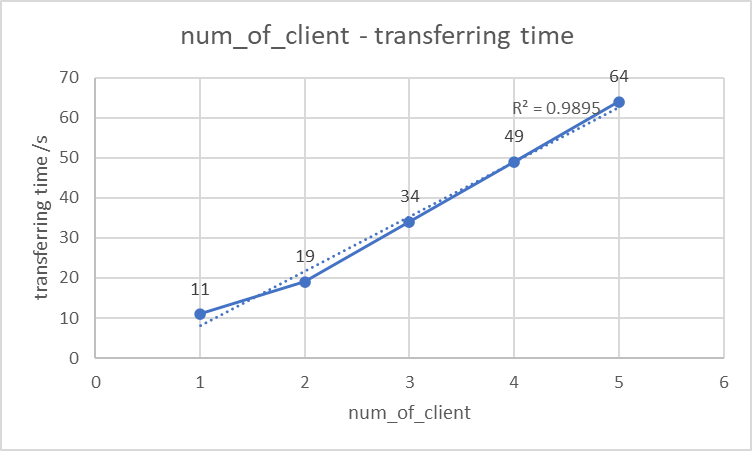 num_of_client - transferring time
transferring time /s
70
60
50
40
30
20
10
0
11
19
34
49
64
R² = 0.9895
0 1 2 3 4 5 6
num_of_client